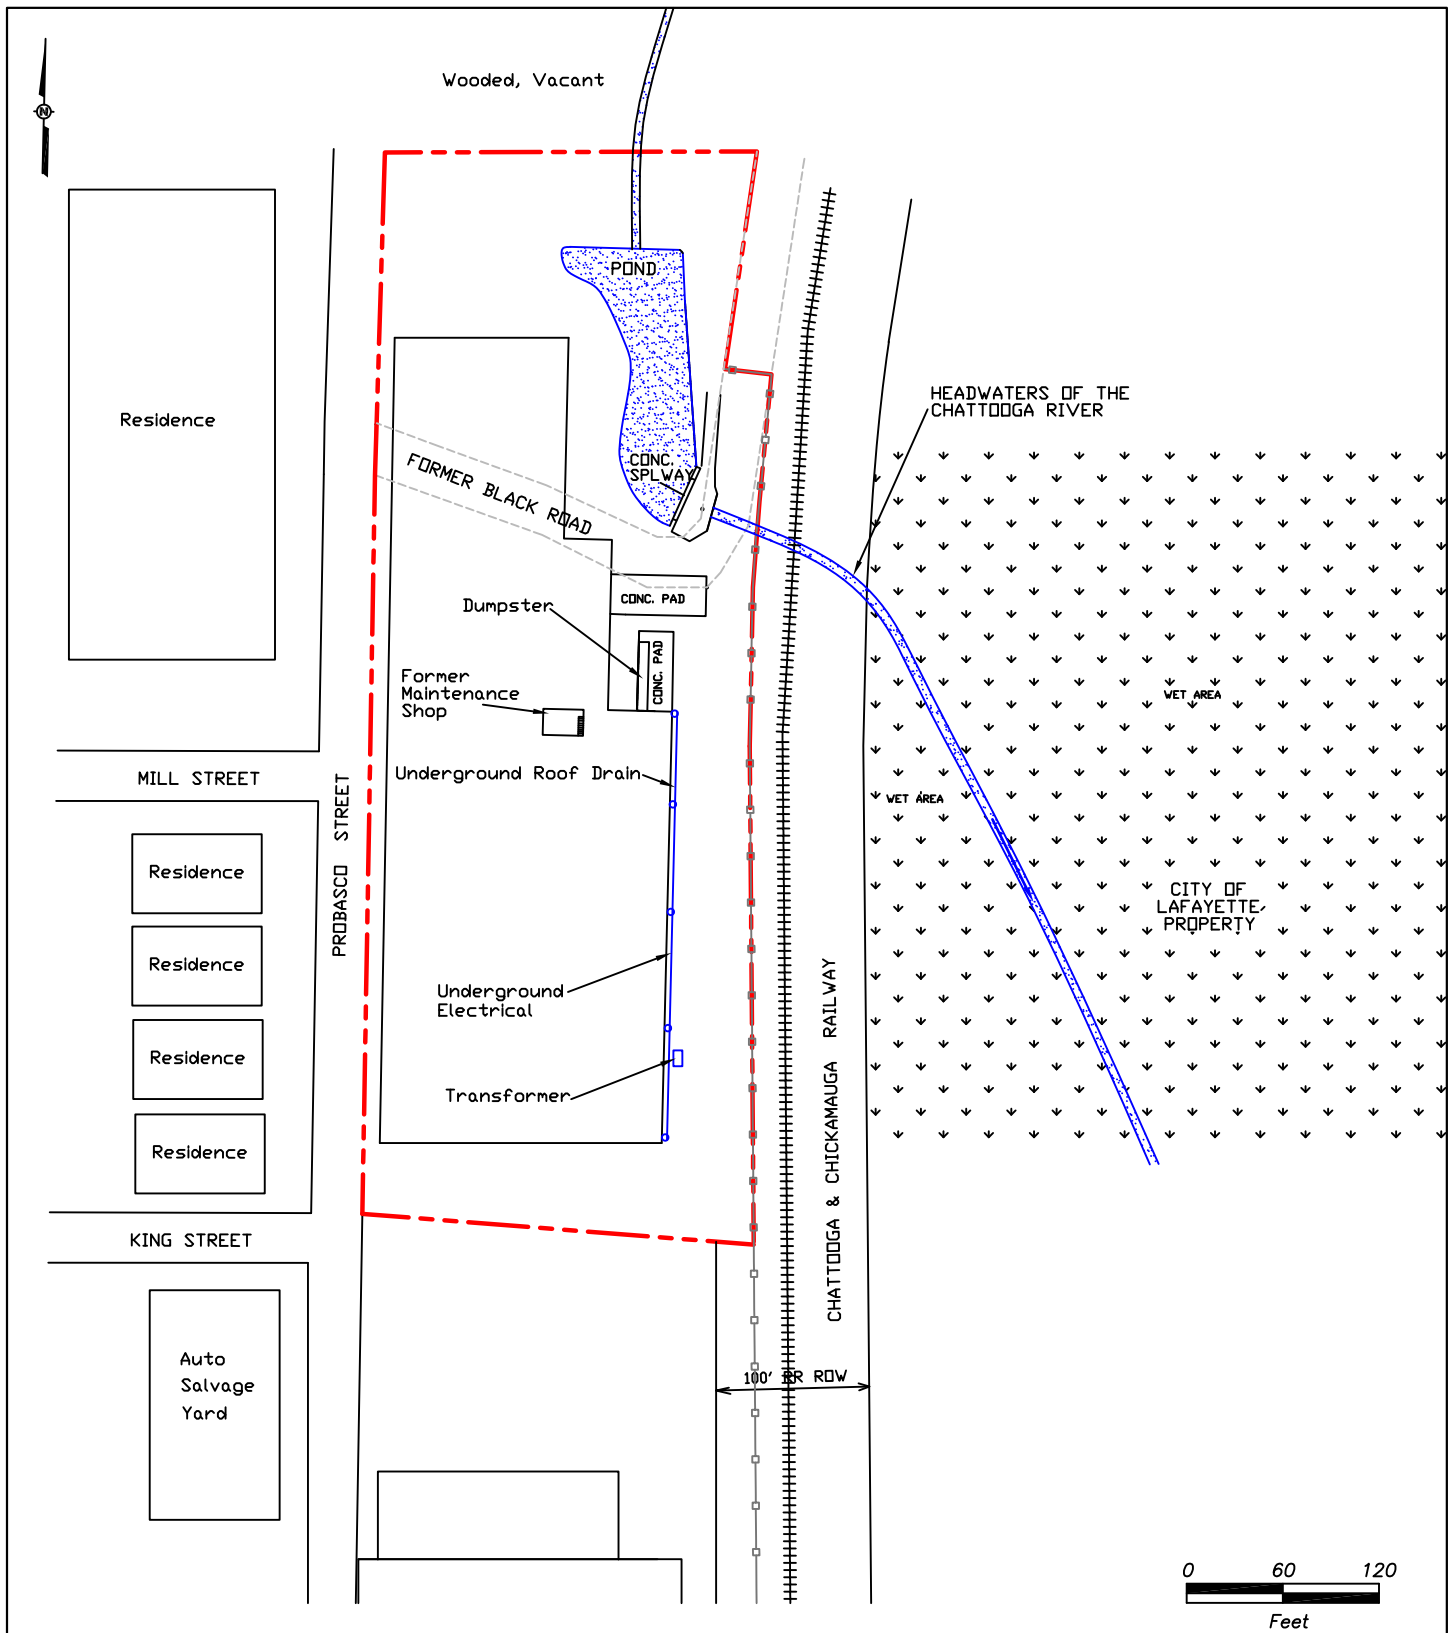 Wooded, Vacant
N
POND
Residence
HEADWATERS OF THE
CHATTOOGA RIVER
FORMER BLACK ROAD
CONC.
SPLWAY
CONC. PAD
Dumpster
CONC. PAD
Former
Maintenance
Shop
WET AREA
Underground Roof Drain
MILL STREET
WET AREA
PROBASCO STREET
Residence
CITY OF
LAFAYETTE
PROPERTY
Residence
Underground
Electrical
Residence
Transformer
Residence
CHATTOOGA & CHICKAMAUGA RAILWAY
KING STREET
Auto
Salvage
Yard
100' RR ROW
0 60 120
Feet